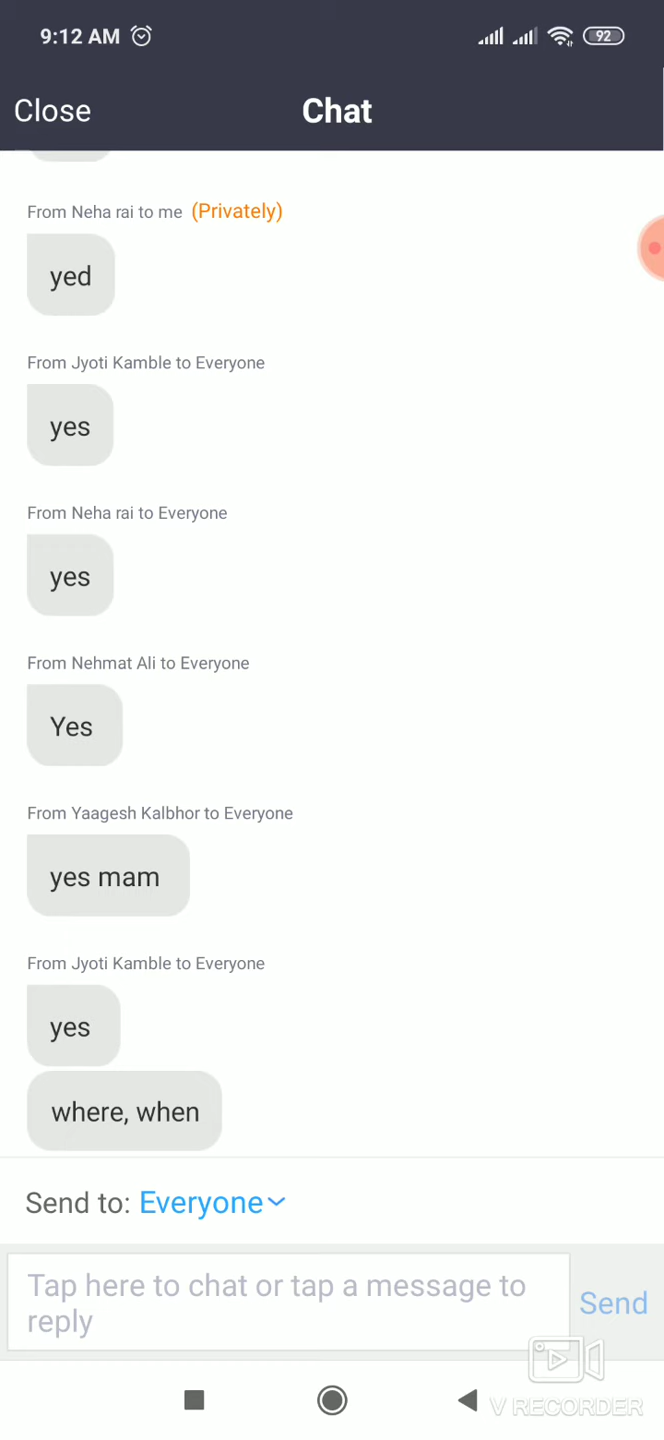 9:12 AM
92
Close
Chat
From Neha rai to me (Privately)
yed
From Jyoti Kamble to Everyone
yes
From Neha rai to Everyone
yes
From Nehmat Ali to Everyone
Yes
From Yaagesh Kalbhor to Everyone
yes mam
From Jyoti Kamble to Everyone
yes
where, when
Send to: Everyone
Tap here to chat or tap a message to
reply
Send
V RECORDER